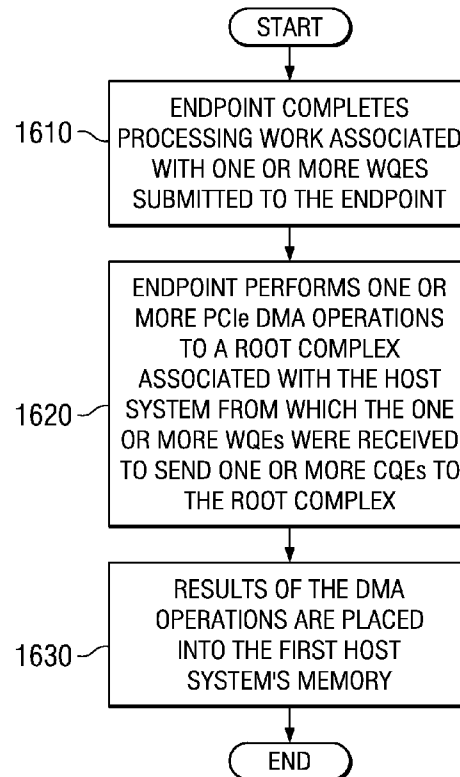 START
1610
ENDPOINT COMPLETES
PROCESSING WORK ASSOCIATED
WITH ONE OR MORE WQES
SUBMITTED TO THE ENDPOINT
1620
ENDPOINT PERFORMS ONE OR
MORE PCIe DMA OPERATIONS
TO A ROOT COMPLEX
ASSOCIATED WITH THE HOST
SYSTEM FROM WHICH THE ONE
OR MORE WQEs WERE RECEIVED
TO SEND ONE OR MORE CQEs TO
THE ROOT COMPLEX
1630
RESULTS OF THE DMA
OPERATIONS ARE PLACED
INTO THE FIRST HOST
SYSTEM'S MEMORY
END